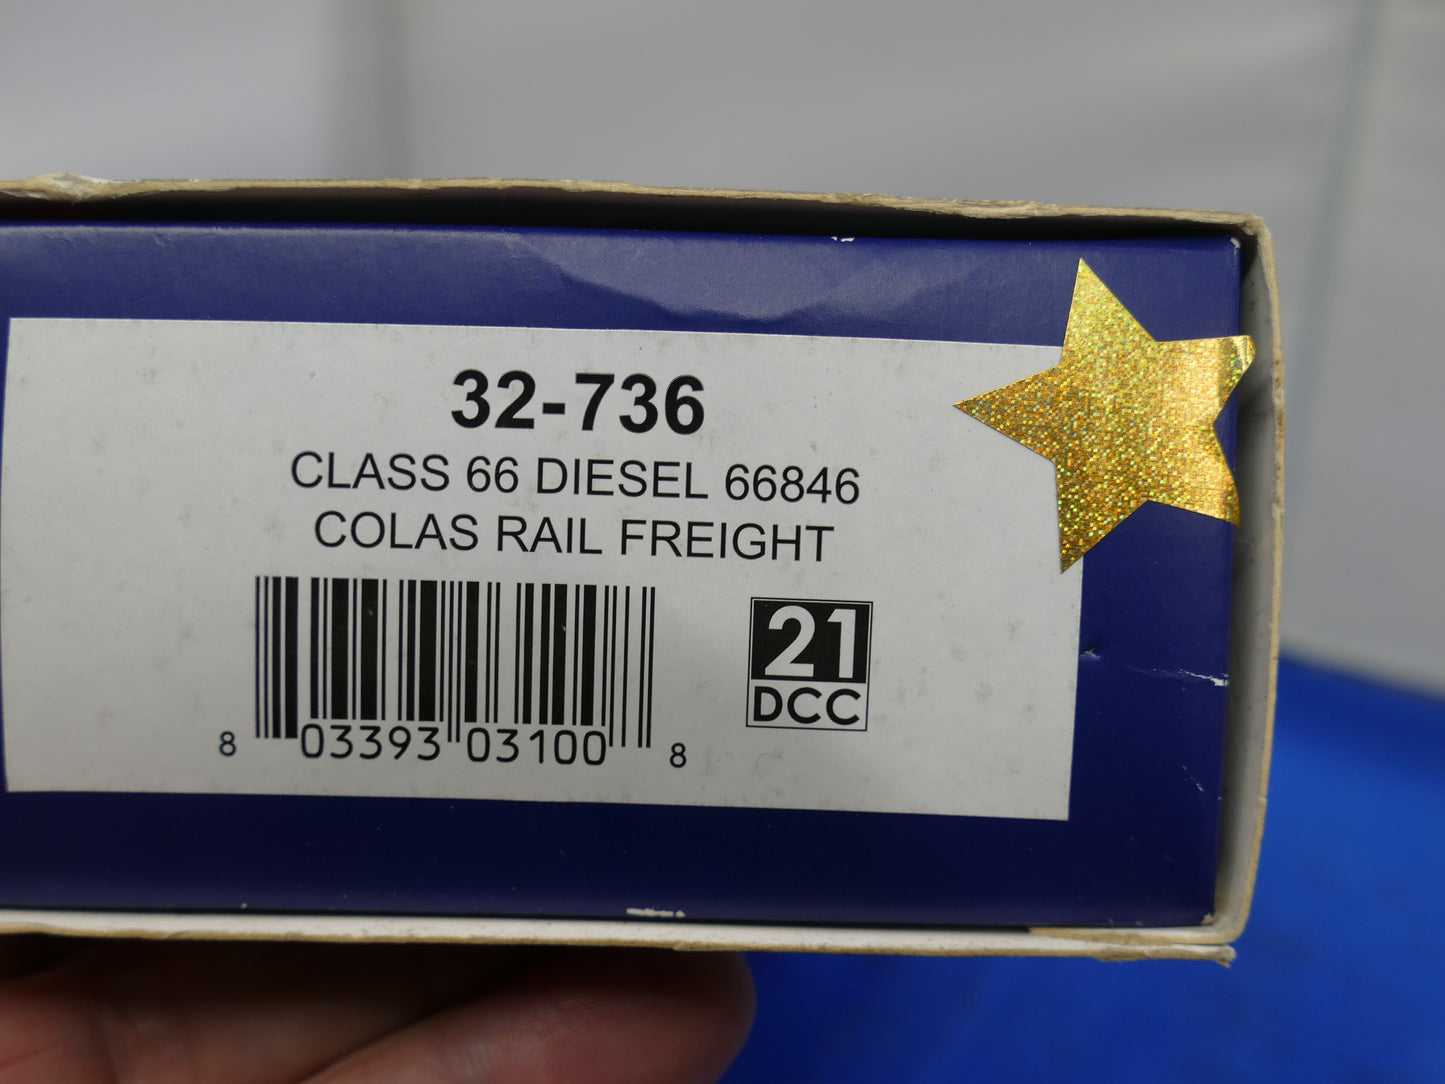 32-736
CLASS 66 DIESEL 66846
COLAS RAIL FREIGHT
21
DCC
8 03393 03100 8